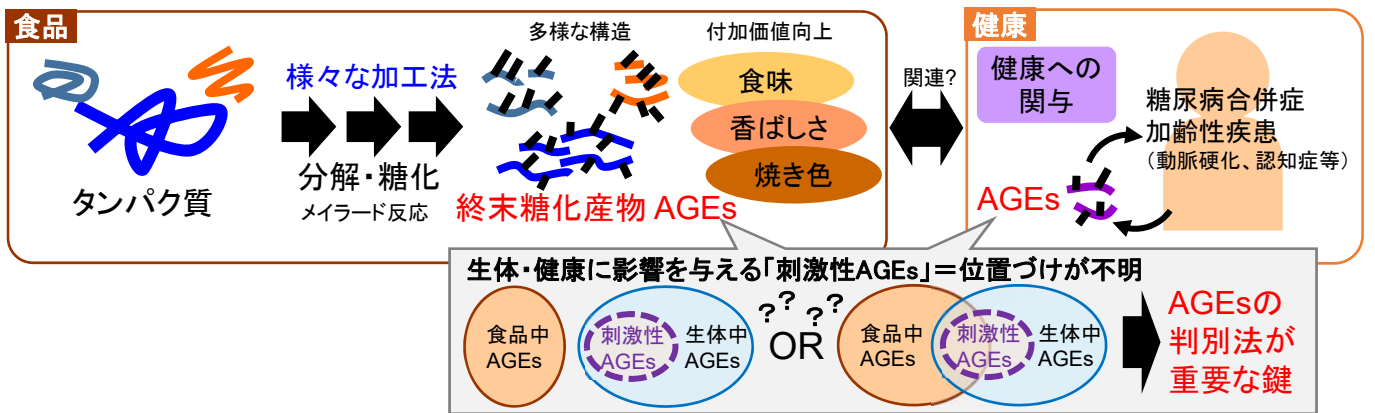 食品
様々な加工法
分解・糖化
メイラード反応
タンパク質
多様な構造
終末糖化産物 AGEs
付加価値向上
食味
香ばしさ
焼き色
関連?
健康
健康への
関与
糖尿病合併症
加齢性疾患
(動脈硬化、認知症等)
AGEs
生体・健康に影響を与える「刺激性AGEs」=位置づけが不明
食品中
AGEs
刺激性
AGEs
生体中
AGEs
? ? ? ?
OR
食品中
AGEs
刺激性
AGEs
生体中
AGEs
AGEsの
判別法が
重要な鍵